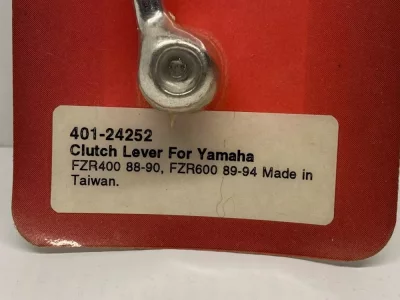 401-24252
Clutch Lever For Yamaha
FZR400 88-90, FZR600 89-94 Made in
Taiwan.